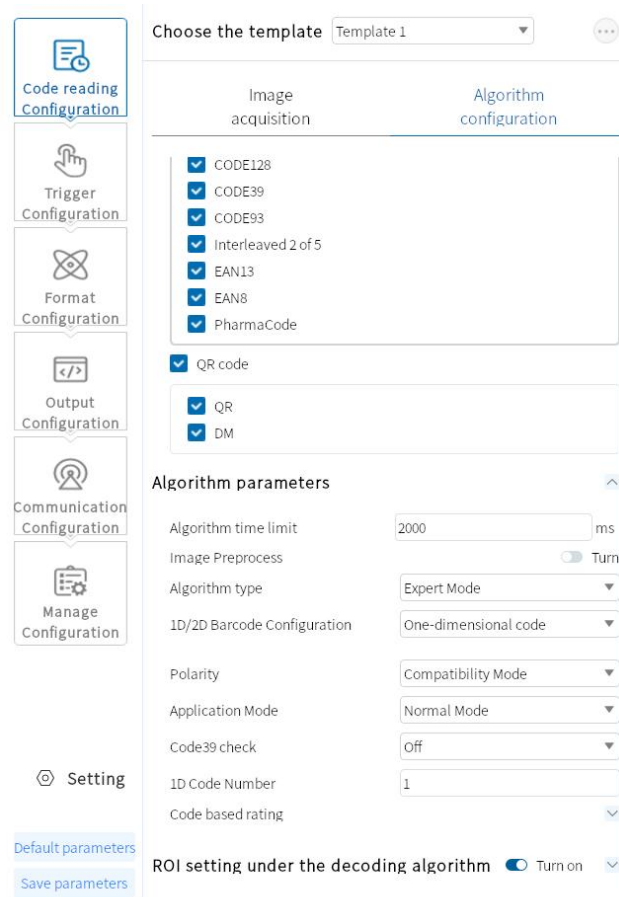 Code reading
Configuration
Trigger
Configuration
Format
Configuration
Output
Configuration
Communication
Configuration
Manage
Configuration
Setting
Default parameters
Save parameters
Choose the template Template 1
Image
acquisition
Algorithm
configuration
CODE128
CODE39
CODE93
Interleaved 2 of 5
EAN13
EAN8
PharmaCode
QR code
QR
DM
Algorithm parameters
Algorithm time limit 2000 ms
Image Preprocess Turn
Algorithm type Expert Mode
1D/2D Barcode Configuration One-dimensional code
Polarity Compatibility Mode
Application Mode Normal Mode
Code39 check Off
1D Code Number 1
Code based rating
ROI setting under the decoding algorithm Turn on